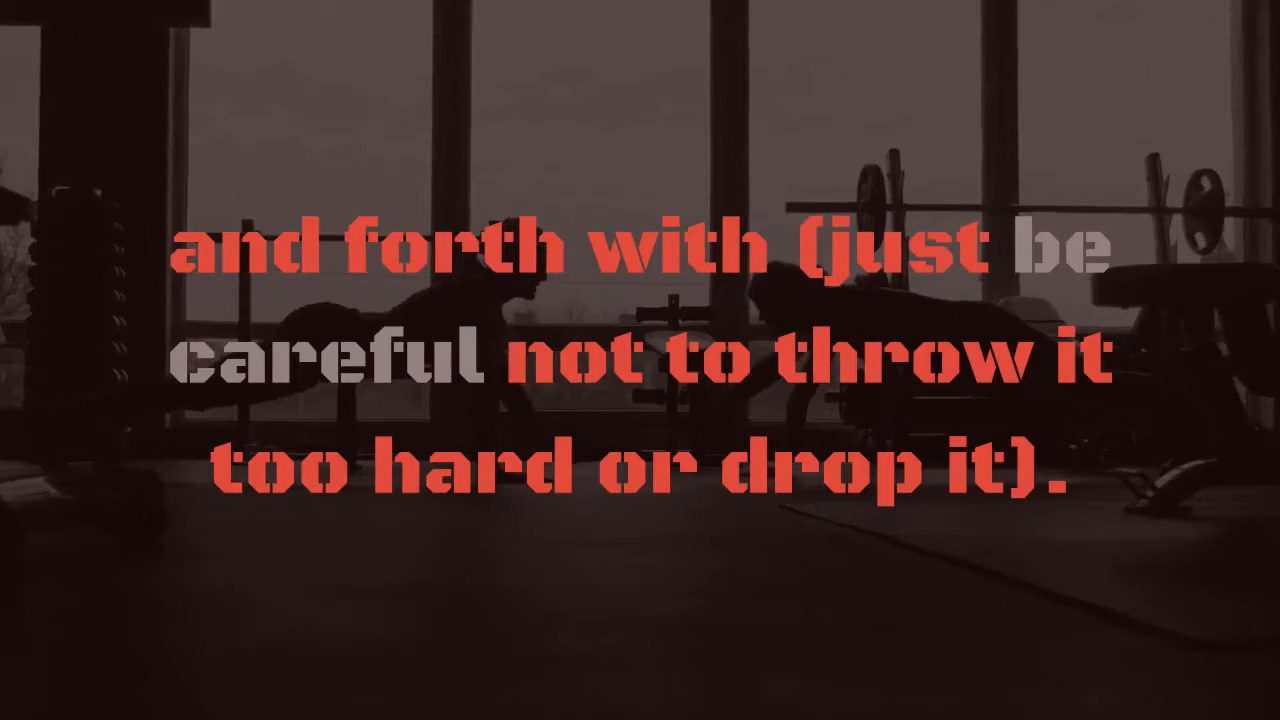 and forth with (just be
careful not to throw it
too hard or drop it).